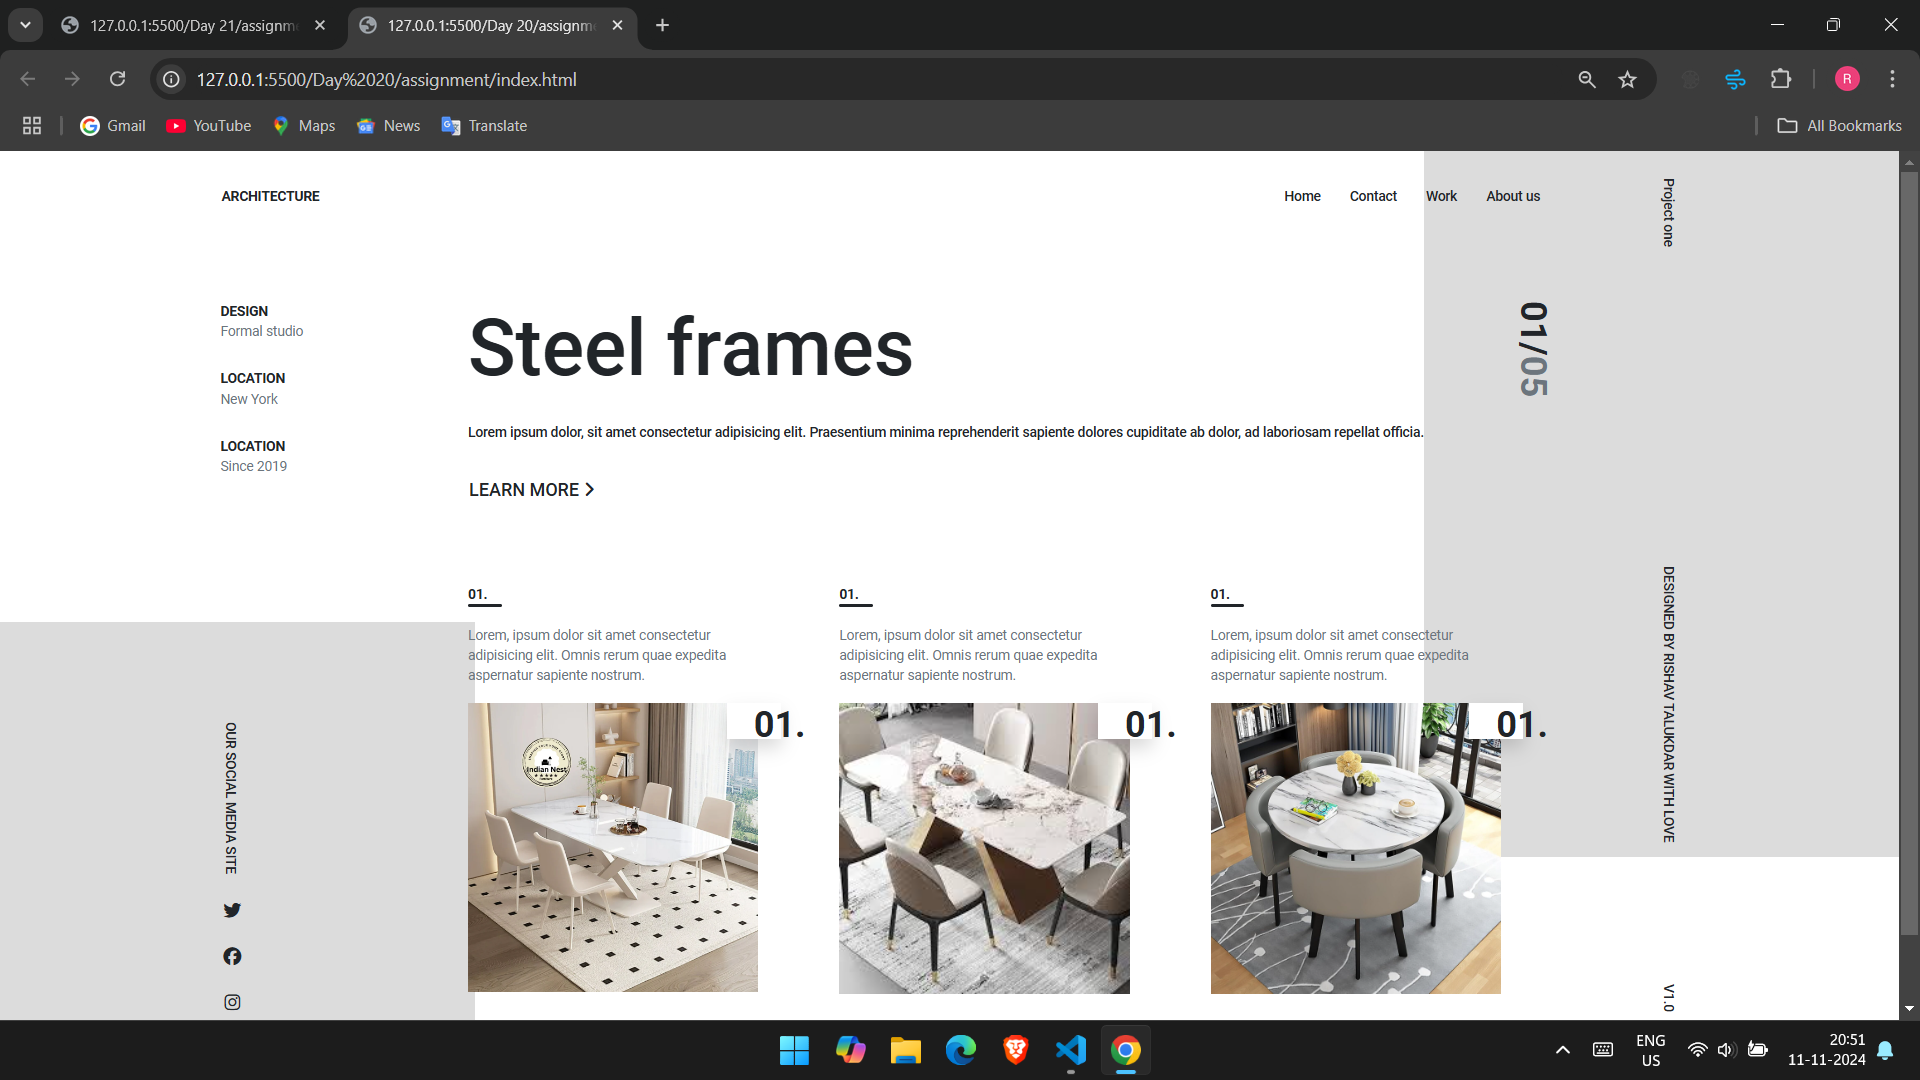 127.0.0.1:5500/Day 21/assignm
127.0.0.1:5500/Day 20/assignm
127.0.0.1:5500/Day%2020/assignment/index.html
R
Gmail
YouTube
Maps
News
Translate
All Bookmarks
ARCHITECTURE
Home
Contact
Work
About us
Project one
DESIGN
Formal studio
LOCATION
New York
LOCATION
Since 2019
Steel frames
01/05
Lorem ipsum dolor, sit amet consectetur adipisicing elit. Praesentium minima reprehenderit sapiente dolores cupiditate ab dolor, ad laboriosam repellat officia.
LEARN MORE
01.
Lorem, ipsum dolor sit amet consectetur
adipisicing elit. Omnis rerum quae expedita
aspernatur sapiente nostrum.
01.
Indian Nest
01.
Lorem, ipsum dolor sit amet consectetur
adipisicing elit. Omnis rerum quae expedita
aspernatur sapiente nostrum.
01.
01.
Lorem, ipsum dolor sit amet consectetur
adipisicing elit. Omnis rerum quae expedita
aspernatur sapiente nostrum.
01.
DESIGNED BY RISHAV TALUKDAR WITH LOVE
OUR SOCIAL MEDIA SITE
V1.0
ENG
US
20:51
11-11-2024